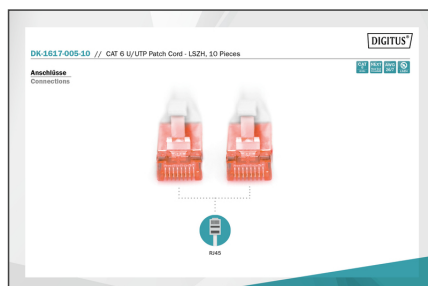 DIGITUS®
DK-1617-005-10 // CAT 6 U/UTP Patch Cord - LSZH, 10 Pieces
Anschlüsse
Connections
RJ45